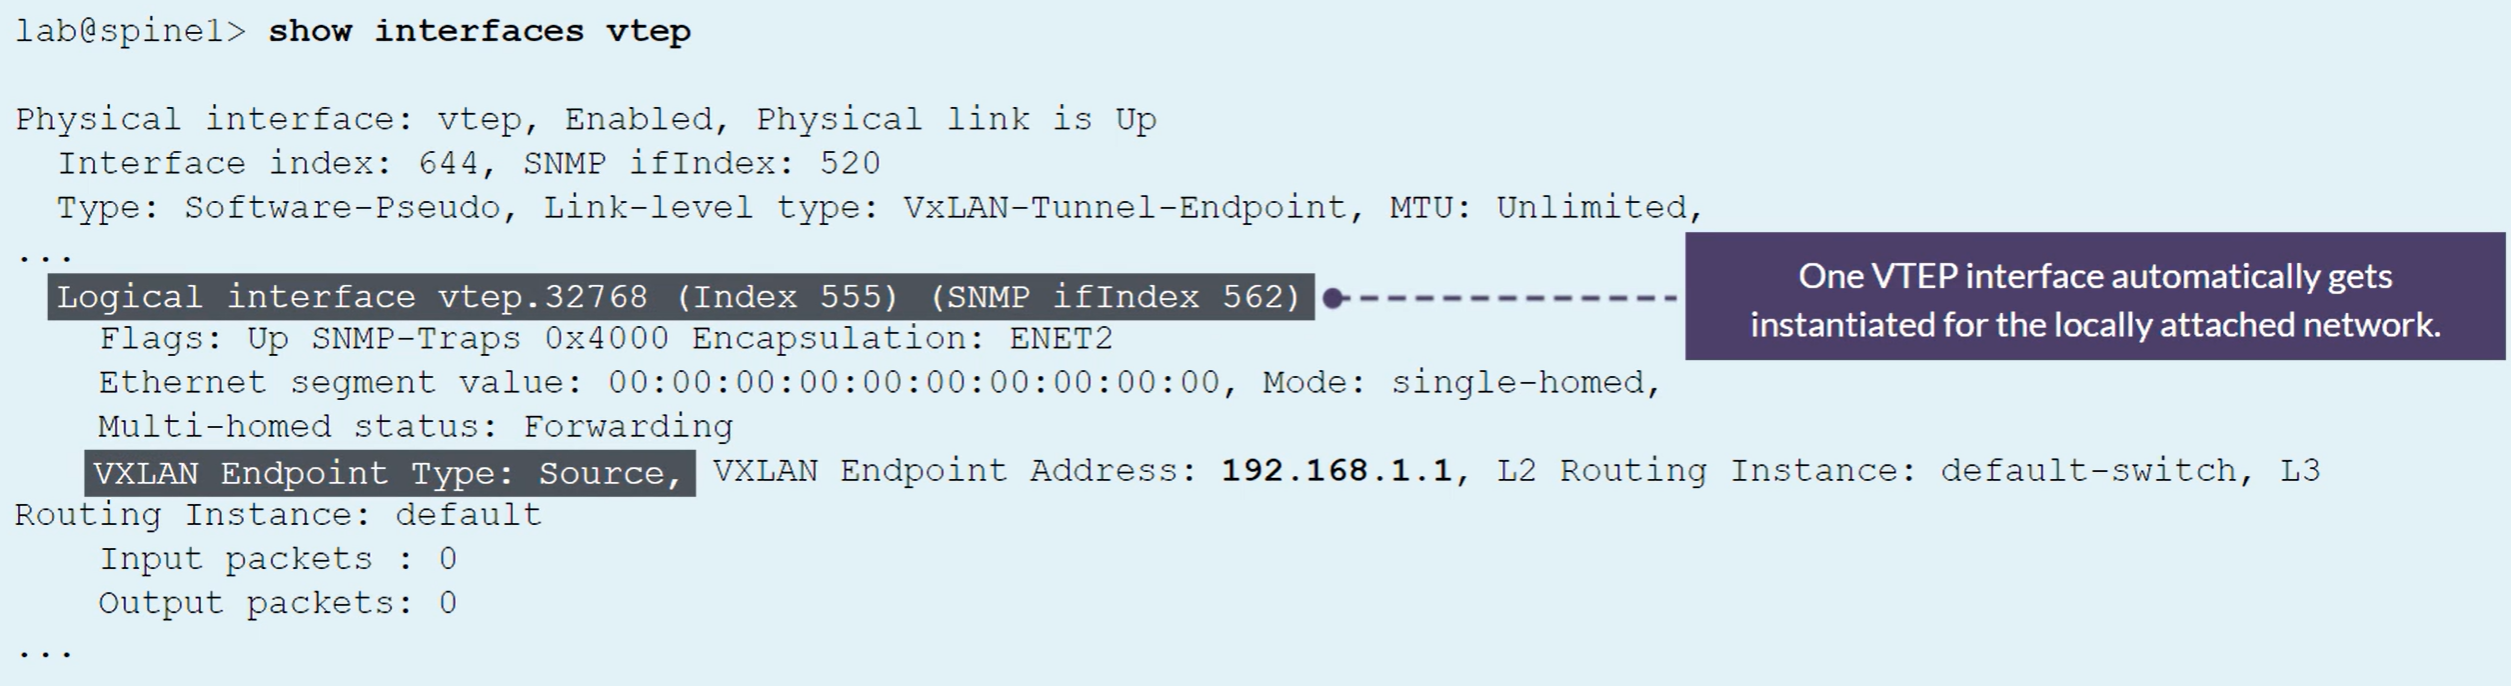 lab@spine1> show interfaces vtep
Physical interface: vtep, Enabled, Physical link is Up
Interface index: 644, SNMP ifIndex: 520
Type: Software-Pseudo, Link-level type: VxLAN-Tunnel-Endpoint, MTU: Unlimited,
...
Logical interface vtep.32768 (Index 555) (SNMP ifIndex 562)
One VTEP interface automatically gets
instantiated for the locally attached network.
Flags: Up SNMP-Traps 0x4000 Encapsulation: ENET2
Ethernet segment value: 00:00:00:00:00:00:00:00:00:00, Mode: single-homed,
Multi-homed status: Forwarding
VXLAN Endpoint Type: Source, VXLAN Endpoint Address: 192.168.1.1, L2 Routing Instance: default-switch, L3
Routing Instance: default
Input packets : 0
Output packets: 0
...